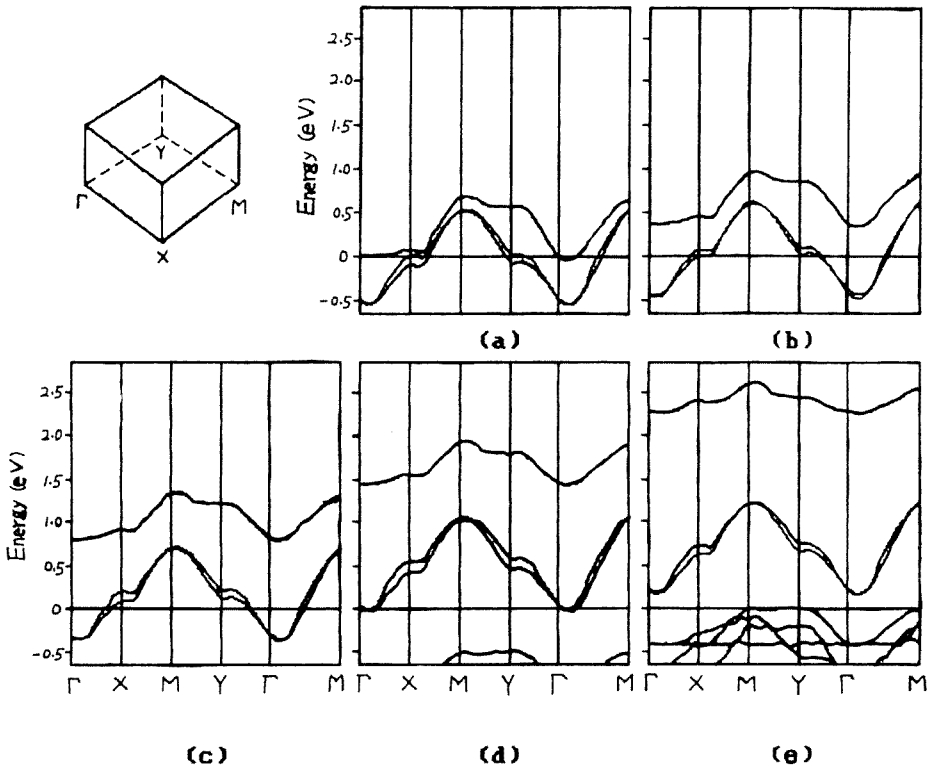 Energy (eV)
2.5
2.0
1.5
1.0
0.5
0
-0.5
(a)
(b)
Γ
Y
M
X
Energy (eV)
2.5
2.0
1.5
1.0
0.5
0
-0.5
Γ X M Y Γ M
Γ X M Y Γ M
Γ X M Y Γ M
(c)
(d)
(e)